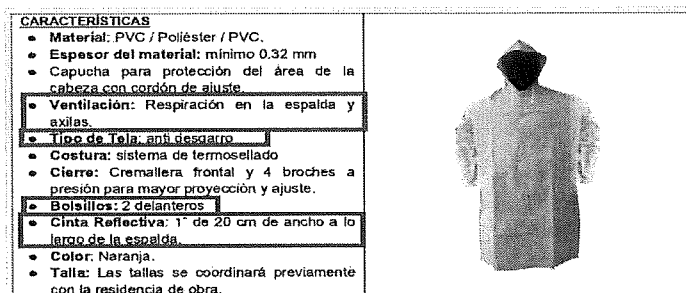 CARACTERÍSTICAS
• Material: PVC / Poliéster / PVC.
• Espesor del material: mínimo 0.32 mm
• Capucha para protección del área de la
cabeza con cordón de ajuste.
• Ventilación: Respiración en la espalda y
axilas.
• Tipo de Tela: anti desgarro
• Costura: sistema de termosellado
• Cierre: Cremallera frontal y 4 broches a
presión para mayor proyección y ajuste.
• Bolsillos: 2 delanteros
• Cinta Reflectiva: 1" de 20 cm de ancho a lo
largo de la espalda.
• Color: Naranja.
• Talla: Las tallas se coordinará previamente
con la residencia de obra.